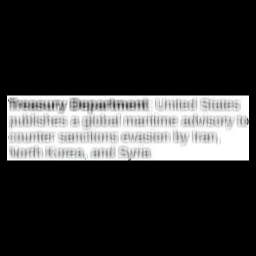 Treasury Department United States
publishes a global maritime advisory to
counter sanctions evasion by Iran,
North Korea, and Syria